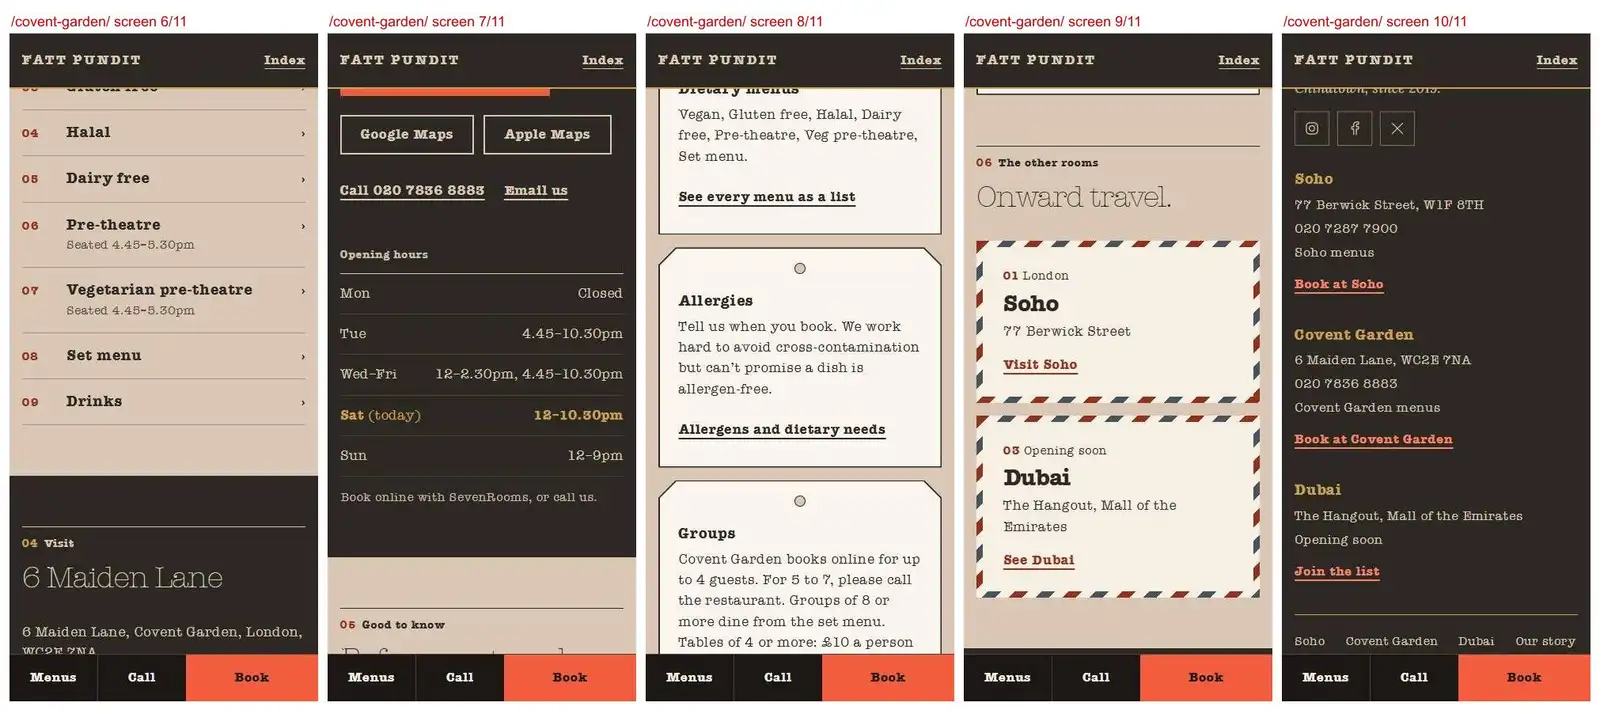 /covent-garden/ screen 6/11
FATT PUNDIT
Index
03 Gluten free ›
04 Halal ›
05 Dairy free ›
06 Pre-theatre ›
Seated 4.45–5.30pm
07 Vegetarian pre-theatre ›
Seated 4.45–5.30pm
08 Set menu ›
09 Drinks ›
04 Visit
6 Maiden Lane
6 Maiden Lane, Covent Garden, London,
WC2E 7NA
Menus
Call
Book
/covent-garden/ screen 7/11
FATT PUNDIT
Index
Google Maps
Apple Maps
Call 020 7836 8883
Email us
Opening hours
Mon Closed
Tue 4.45–10.30pm
Wed–Fri 12–2.30pm, 4.45–10.30pm
Sat (today) 12–10.30pm
Sun 12–9pm
Book online with SevenRooms, or call us.
05 Good to know
Menus
Call
Book
/covent-garden/ screen 8/11
FATT PUNDIT
Index
Dietary menus
Vegan, Gluten free, Halal, Dairy
free, Pre-theatre, Veg pre-theatre,
Set menu.
See every menu as a list
Allergies
Tell us when you book. We work
hard to avoid cross-contamination
but can’t promise a dish is
allergen-free.
Allergens and dietary needs
Groups
Covent Garden books online for up
to 4 guests. For 5 to 7, please call
the restaurant. Groups of 8 or
more dine from the set menu.
Tables of 4 or more: £10 a person
Menus
Call
Book
/covent-garden/ screen 9/11
FATT PUNDIT
Index
06 The other rooms
Onward travel.
01 London
Soho
77 Berwick Street
Visit Soho
03 Opening soon
Dubai
The Hangout, Mall of the
Emirates
See Dubai
Menus
Call
Book
/covent-garden/ screen 10/11
FATT PUNDIT
Index
Chinatown, since 2019.
Soho
77 Berwick Street, W1F 8TH
020 7287 7900
Soho menus
Book at Soho
Covent Garden
6 Maiden Lane, WC2E 7NA
020 7836 8883
Covent Garden menus
Book at Covent Garden
Dubai
The Hangout, Mall of the Emirates
Opening soon
Join the list
Soho Covent Garden Dubai Our story
Menus
Call
Book